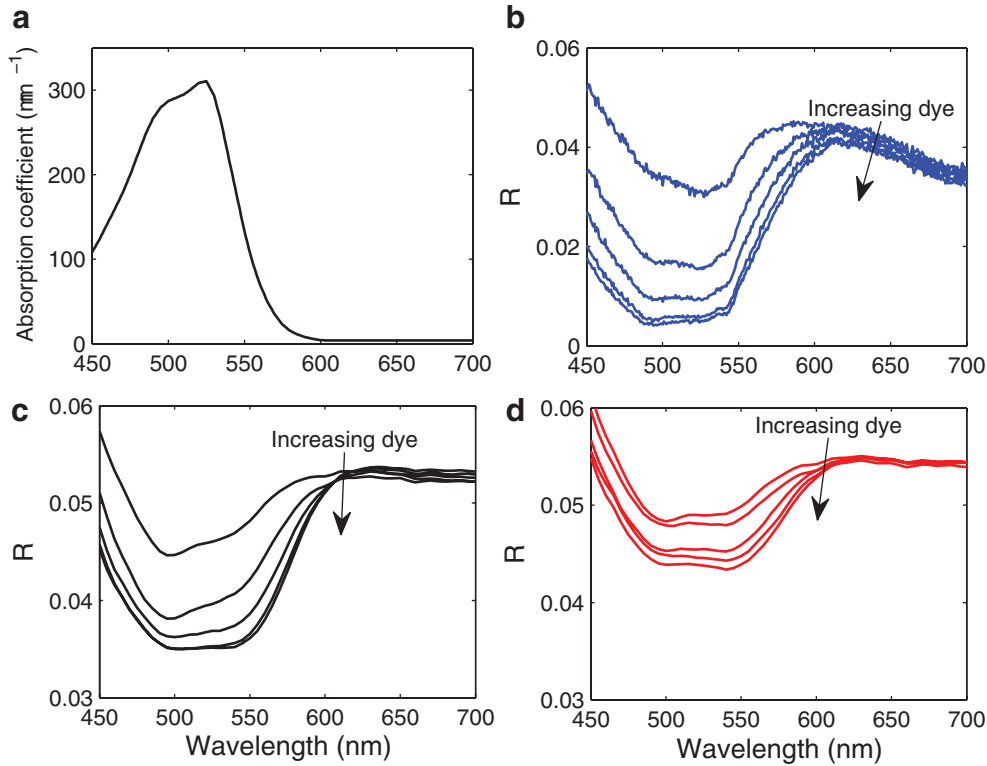 a
Absorption coefficient (mm −1)
300
200
100
0
450 500 550 600 650 700
b
R
0.06
0.04
0.02
0
Increasing dye
450 500 550 600 650 700
c
R
0.06
0.05
0.04
0.03
Increasing dye
450 500 550 600 650 700
Wavelength (nm)
d
R
0.06
0.05
0.04
0.03
Increasing dye
450 500 550 600 650 700
Wavelength (nm)